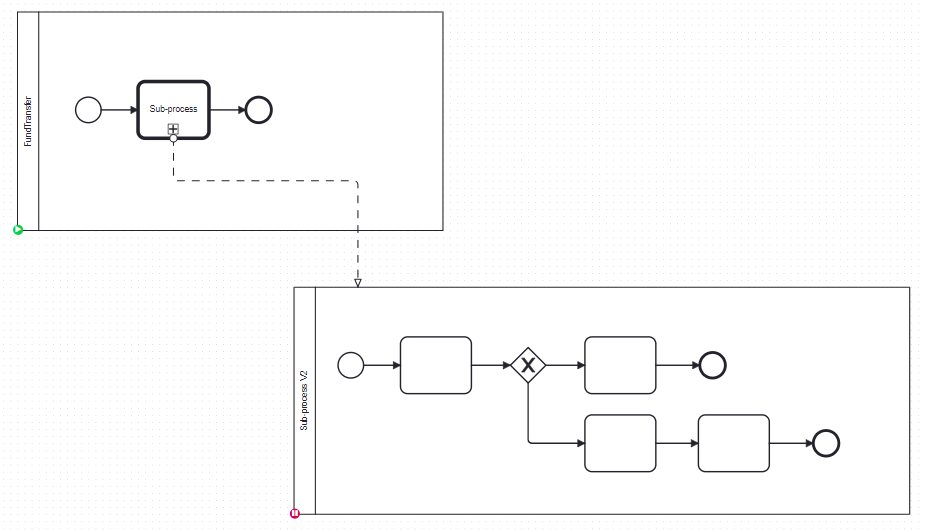 FundTransfer
Sub-process
Sub-process V2